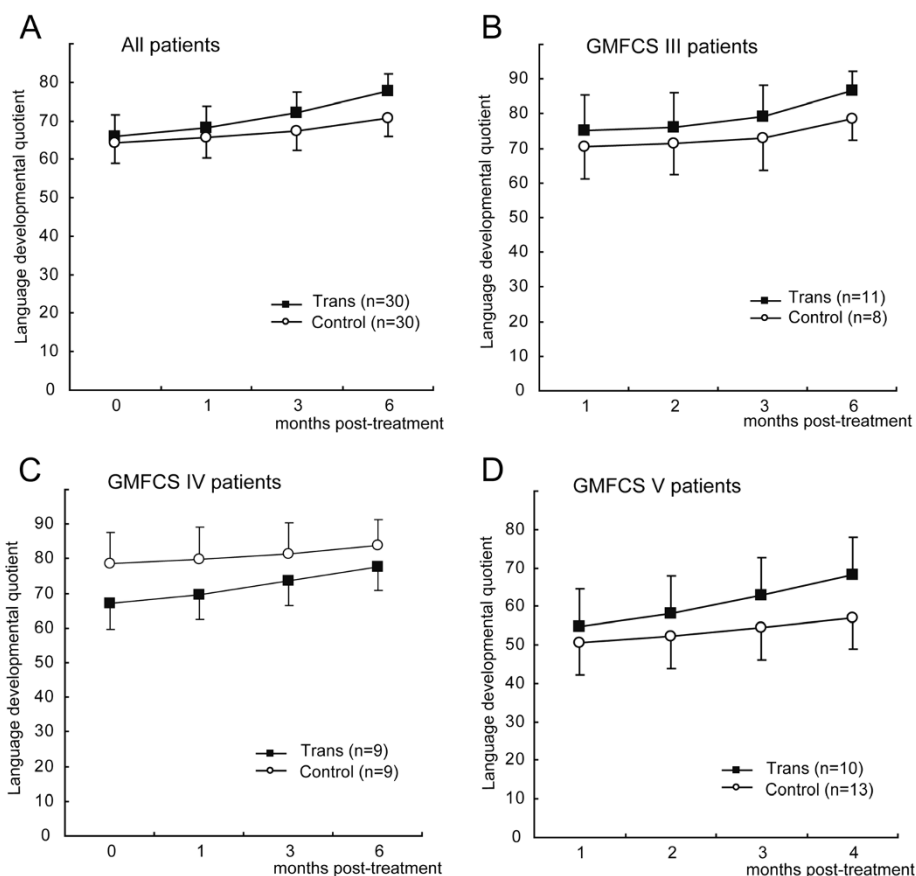 A
All patients
Language developmental quotient
80
70
60
50
40
30
20
10
0
Trans (n=30)
Control (n=30)
0 1 3 6
months post-treatment
B
GMFCS III patients
Language developmental quotient
90
80
70
60
50
40
30
20
10
0
Trans (n=11)
Control (n=8)
1 2 3 6
months post-treatment
C
GMFCS IV patients
Language developmental quotient
90
80
70
60
50
40
30
20
10
0
Trans (n=9)
Control (n=9)
0 1 3 6
months post-treatment
D
GMFCS V patients
Language developmental quotient
80
70
60
50
40
30
20
10
0
Trans (n=10)
Control (n=13)
1 2 3 4
months post-treatment